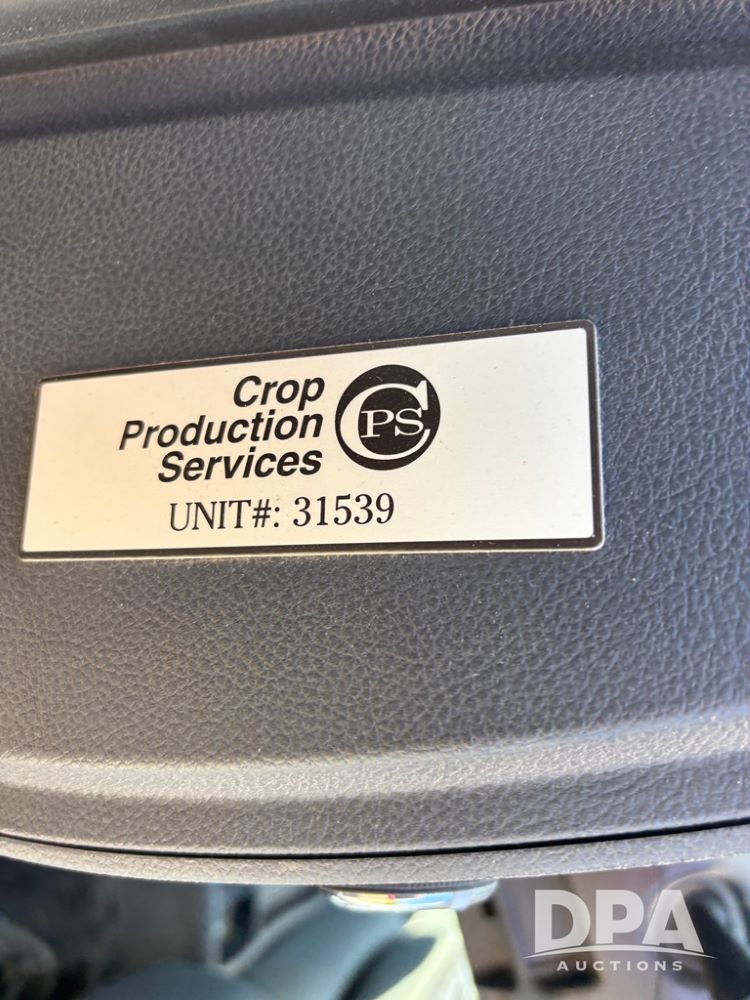 Crop
Production
Services
CPS
UNIT#: 31539
DPA
AUCTIONS